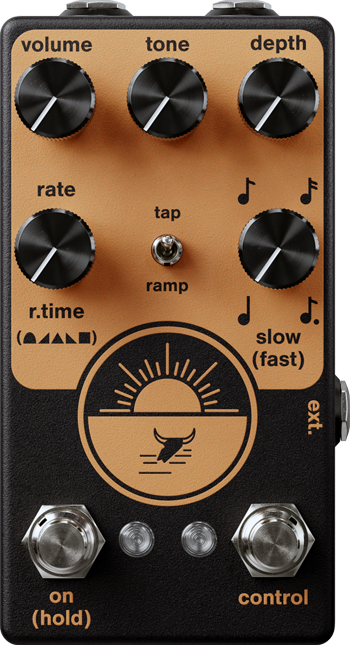 volume tone depth
rate
tap
ramp
r.time
slow
(fast)
ext.
on
(hold)
control